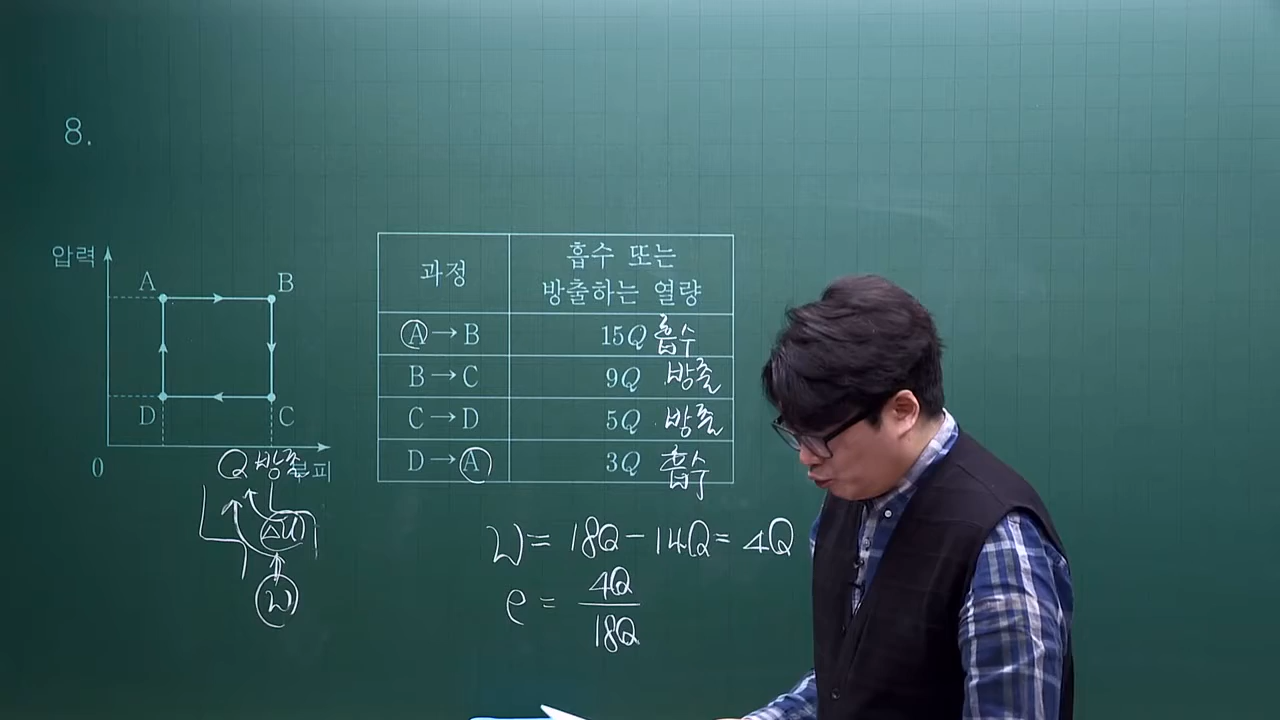 8.
압력
A
B
D
C
0
부피
Q 방출
ΔU
W
과정
흡수 또는
방출하는 열량
A → B 15Q 흡수
B → C 9Q 방출
C → D 5Q 방출
D → A 3Q 흡수
W = 18Q - 14Q = 4Q
e = 4Q
18Q